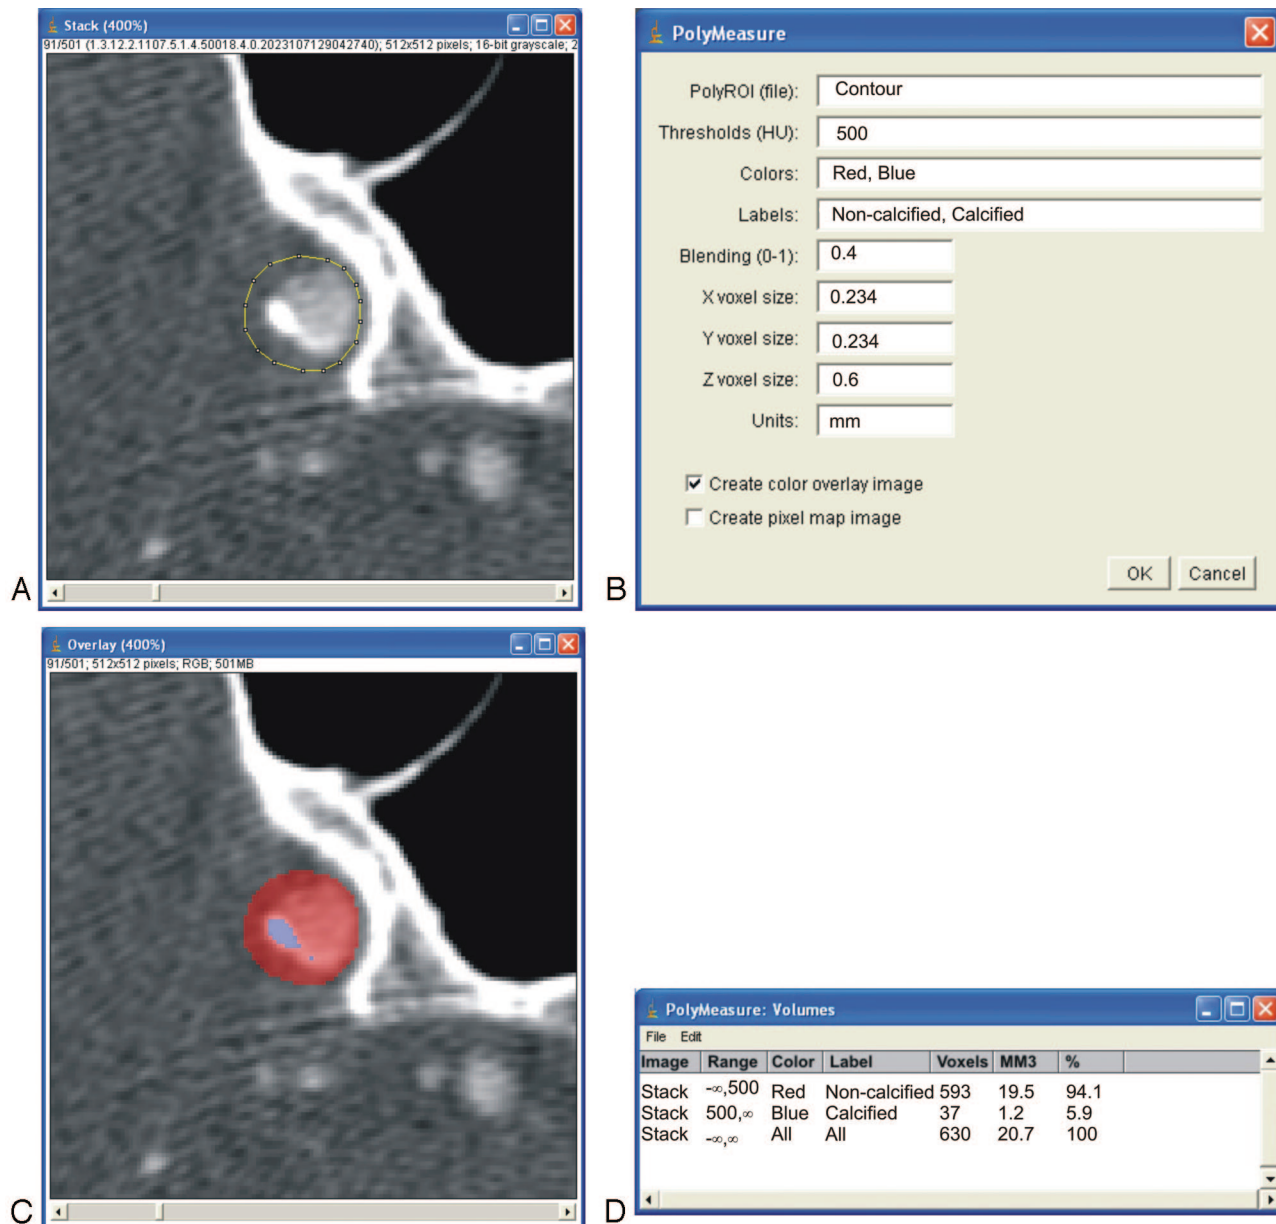 Stack (400%)
91/501 (1.3.12.2.1107.5.1.4.50018.4.0.2023107129042740); 512x512 pixels; 16-bit grayscale; 2
A
PolyMeasure
PolyROI (file): Contour
Thresholds (HU): 500
Colors: Red, Blue
Labels: Non-calcified, Calcified
Blending (0-1): 0.4
X voxel size: 0.234
Y voxel size: 0.234
Z voxel size: 0.6
Units: mm
Create color overlay image
Create pixel map image
OK Cancel
B
Overlay (400%)
91/501; 512x512 pixels; RGB; 501MB
C
PolyMeasure: Volumes
File Edit
Image Range Color Label Voxels MM3 %
Stack -∞,500 Red Non-calcified 593 19.5 94.1
Stack 500,∞ Blue Calcified 37 1.2 5.9
Stack -∞,∞ All All 630 20.7 100
D